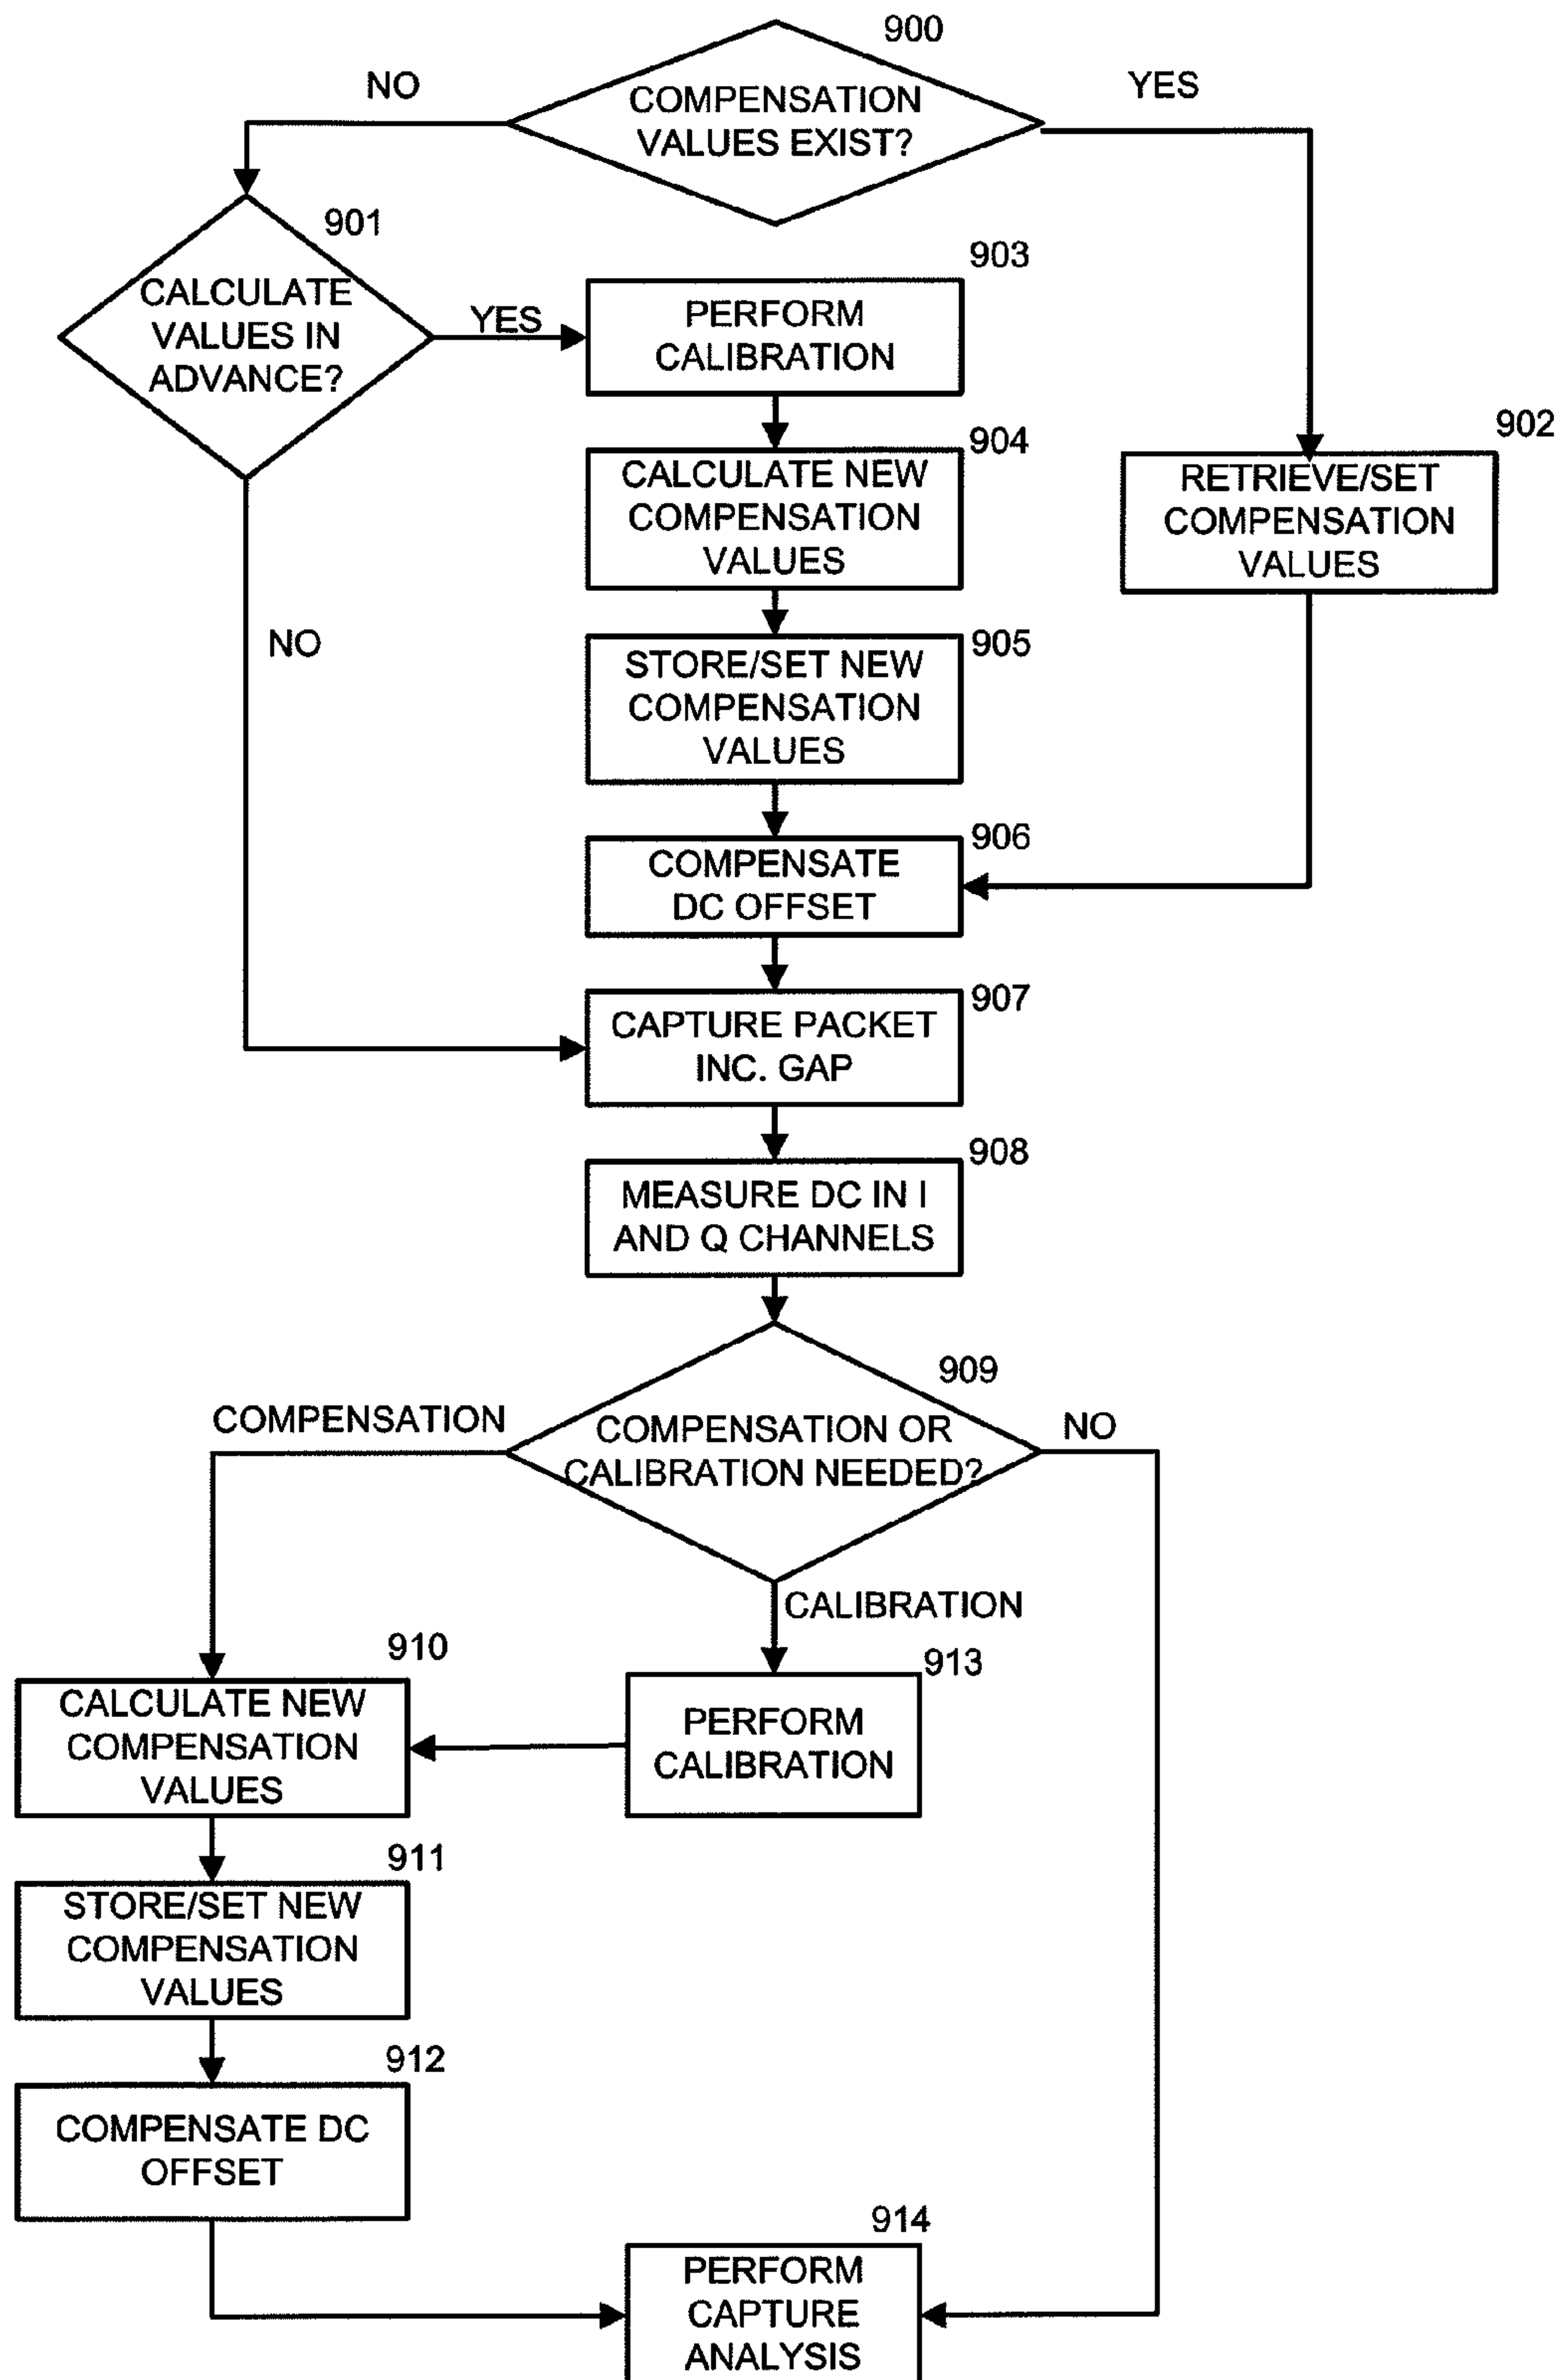 900
NO
YES
COMPENSATION
VALUES EXIST?
901
CALCULATE
VALUES IN
ADVANCE?
YES
903
PERFORM
CALIBRATION
904
CALCULATE NEW
COMPENSATION
VALUES
902
RETRIEVE/SET
COMPENSATION
VALUES
NO
905
STORE/SET NEW
COMPENSATION
VALUES
906
COMPENSATE
DC OFFSET
907
CAPTURE PACKET
INC. GAP
908
MEASURE DC IN I
AND Q CHANNELS
909
COMPENSATION
COMPENSATION OR
CALIBRATION NEEDED?
NO
CALIBRATION
910
CALCULATE NEW
COMPENSATION
VALUES
913
PERFORM
CALIBRATION
911
STORE/SET NEW
COMPENSATION
VALUES
912
COMPENSATE DC
OFFSET
914
PERFORM
CAPTURE
ANALYSIS